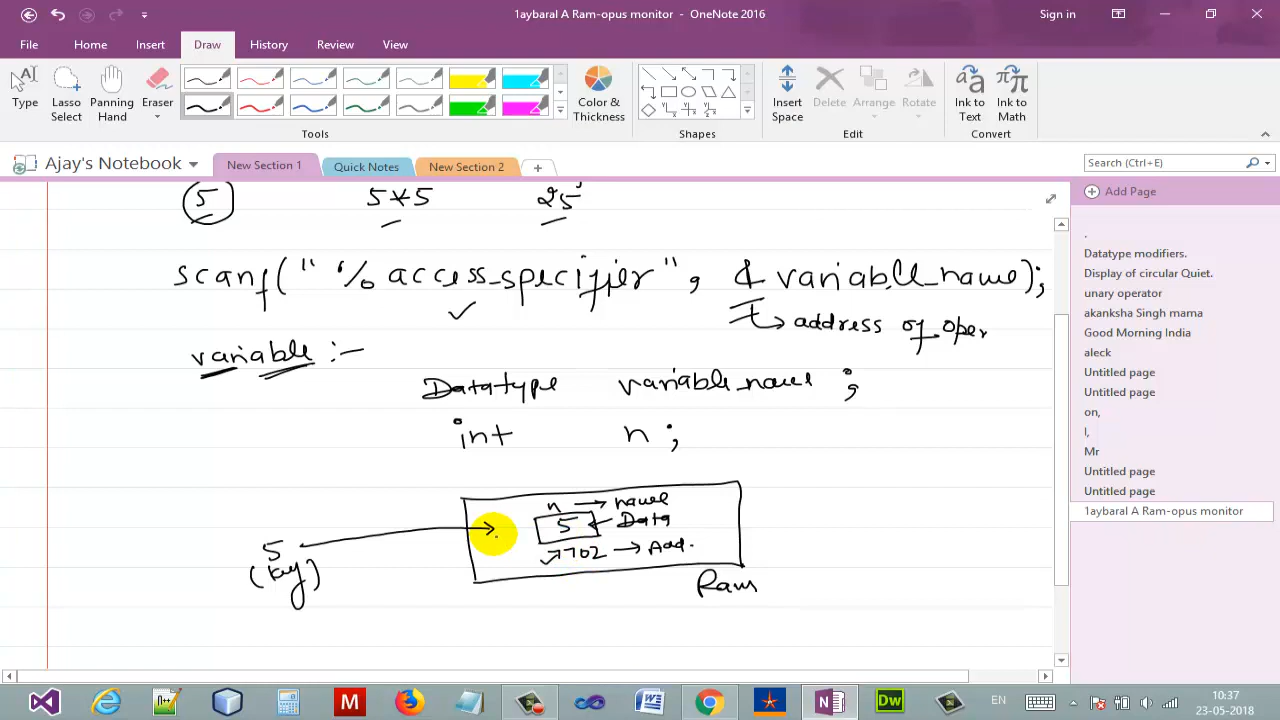 1aybaral A Ram-opus monitor - OneNote 2016
Sign in
File Home Insert Draw History Review View
Type
Lasso Select
Panning Hand
Eraser
Color & Thickness
Insert Space
Delete
Arrange
Rotate
Ink to Text
Ink to Math
Tools
Shapes
Edit
Convert
Ajay's Notebook
New Section 1
Quick Notes
New Section 2
Search (Ctrl+E)
Add Page
.
Datatype modifiers.
Display of circular Quiet.
unary operator
akanksha Singh mama
Good Morning India
aleck
Untitled page
Untitled page
on,
l,
Mr
Untitled page
Untitled page
1aybaral A Ram-opus monitor
5 5*5 25
scanf(" % access_specifier ", & variable_name);
address of oper
variable :-
Datatype variable_name ;
int n ;
n → name
5 ← Data
7702 → Add.
Ram
5
(key)
M
Dw
EN
10:37
23-05-2018